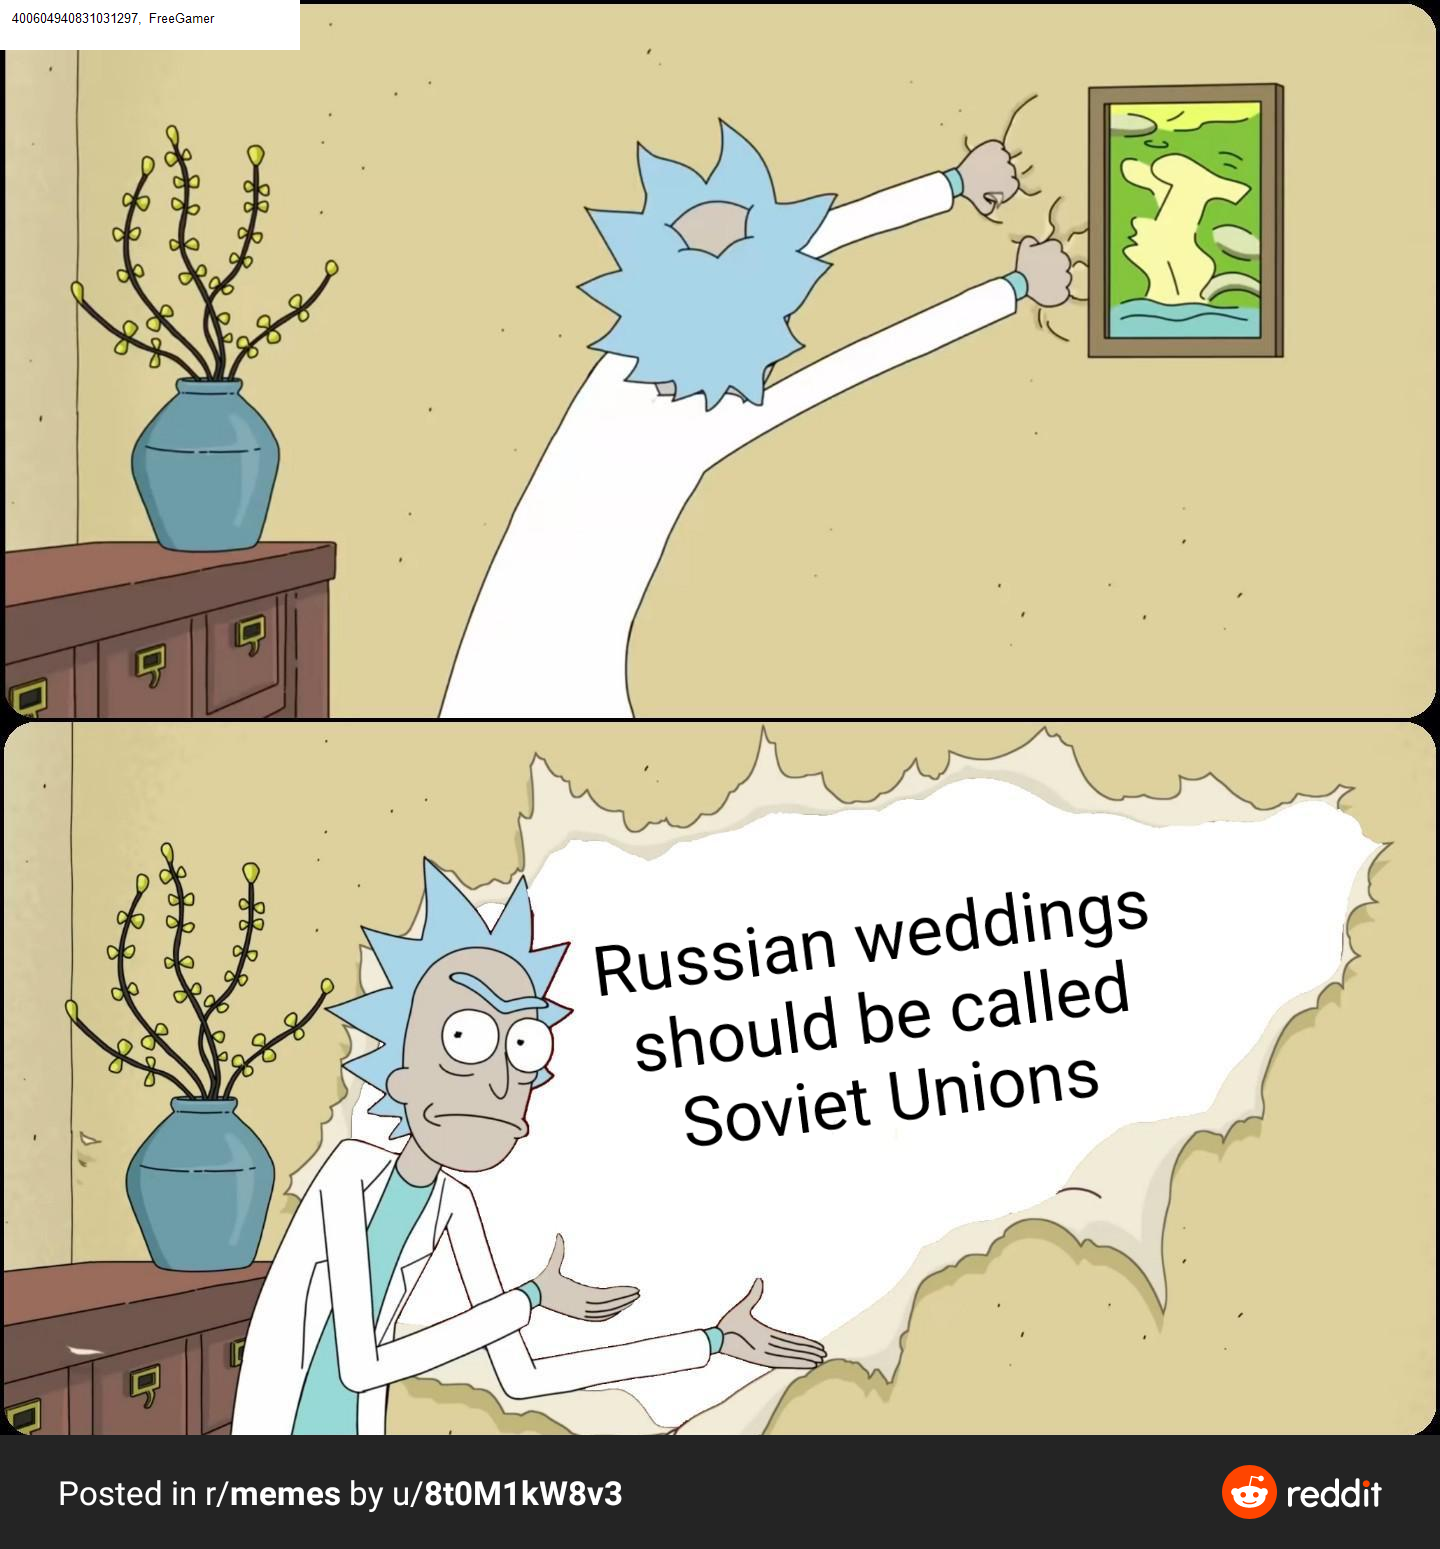 400604940831031297, FreeGamer
Russian weddings
should be called
Soviet Unions
Posted in r/memes by u/8t0M1kW8v3
reddit